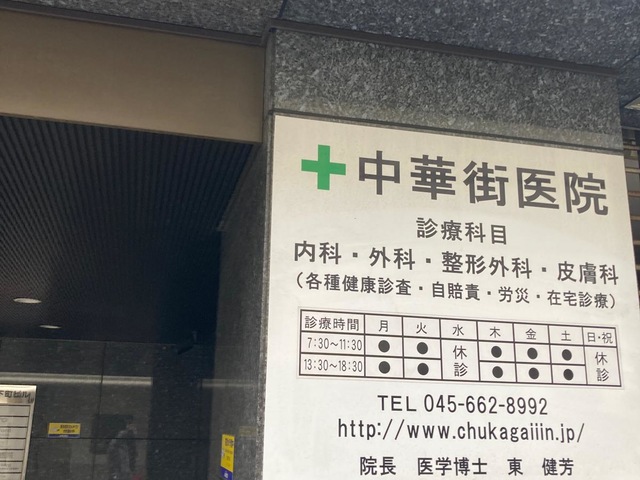 中華街医院
診療科目
内科・外科・整形外科・皮膚科
（各種健康診査・自賠責・労災・在宅診療）
診療時間 月 火 水 木 金 土 日・祝
7:30～11:30 ● ● 休診 ● ● ● 休診
13:30～18:30 ● ● ● ● ●
TEL 045-662-8992
http://www.chukagaiiin.jp/
院長 医学博士 東 健芳
下町ビル